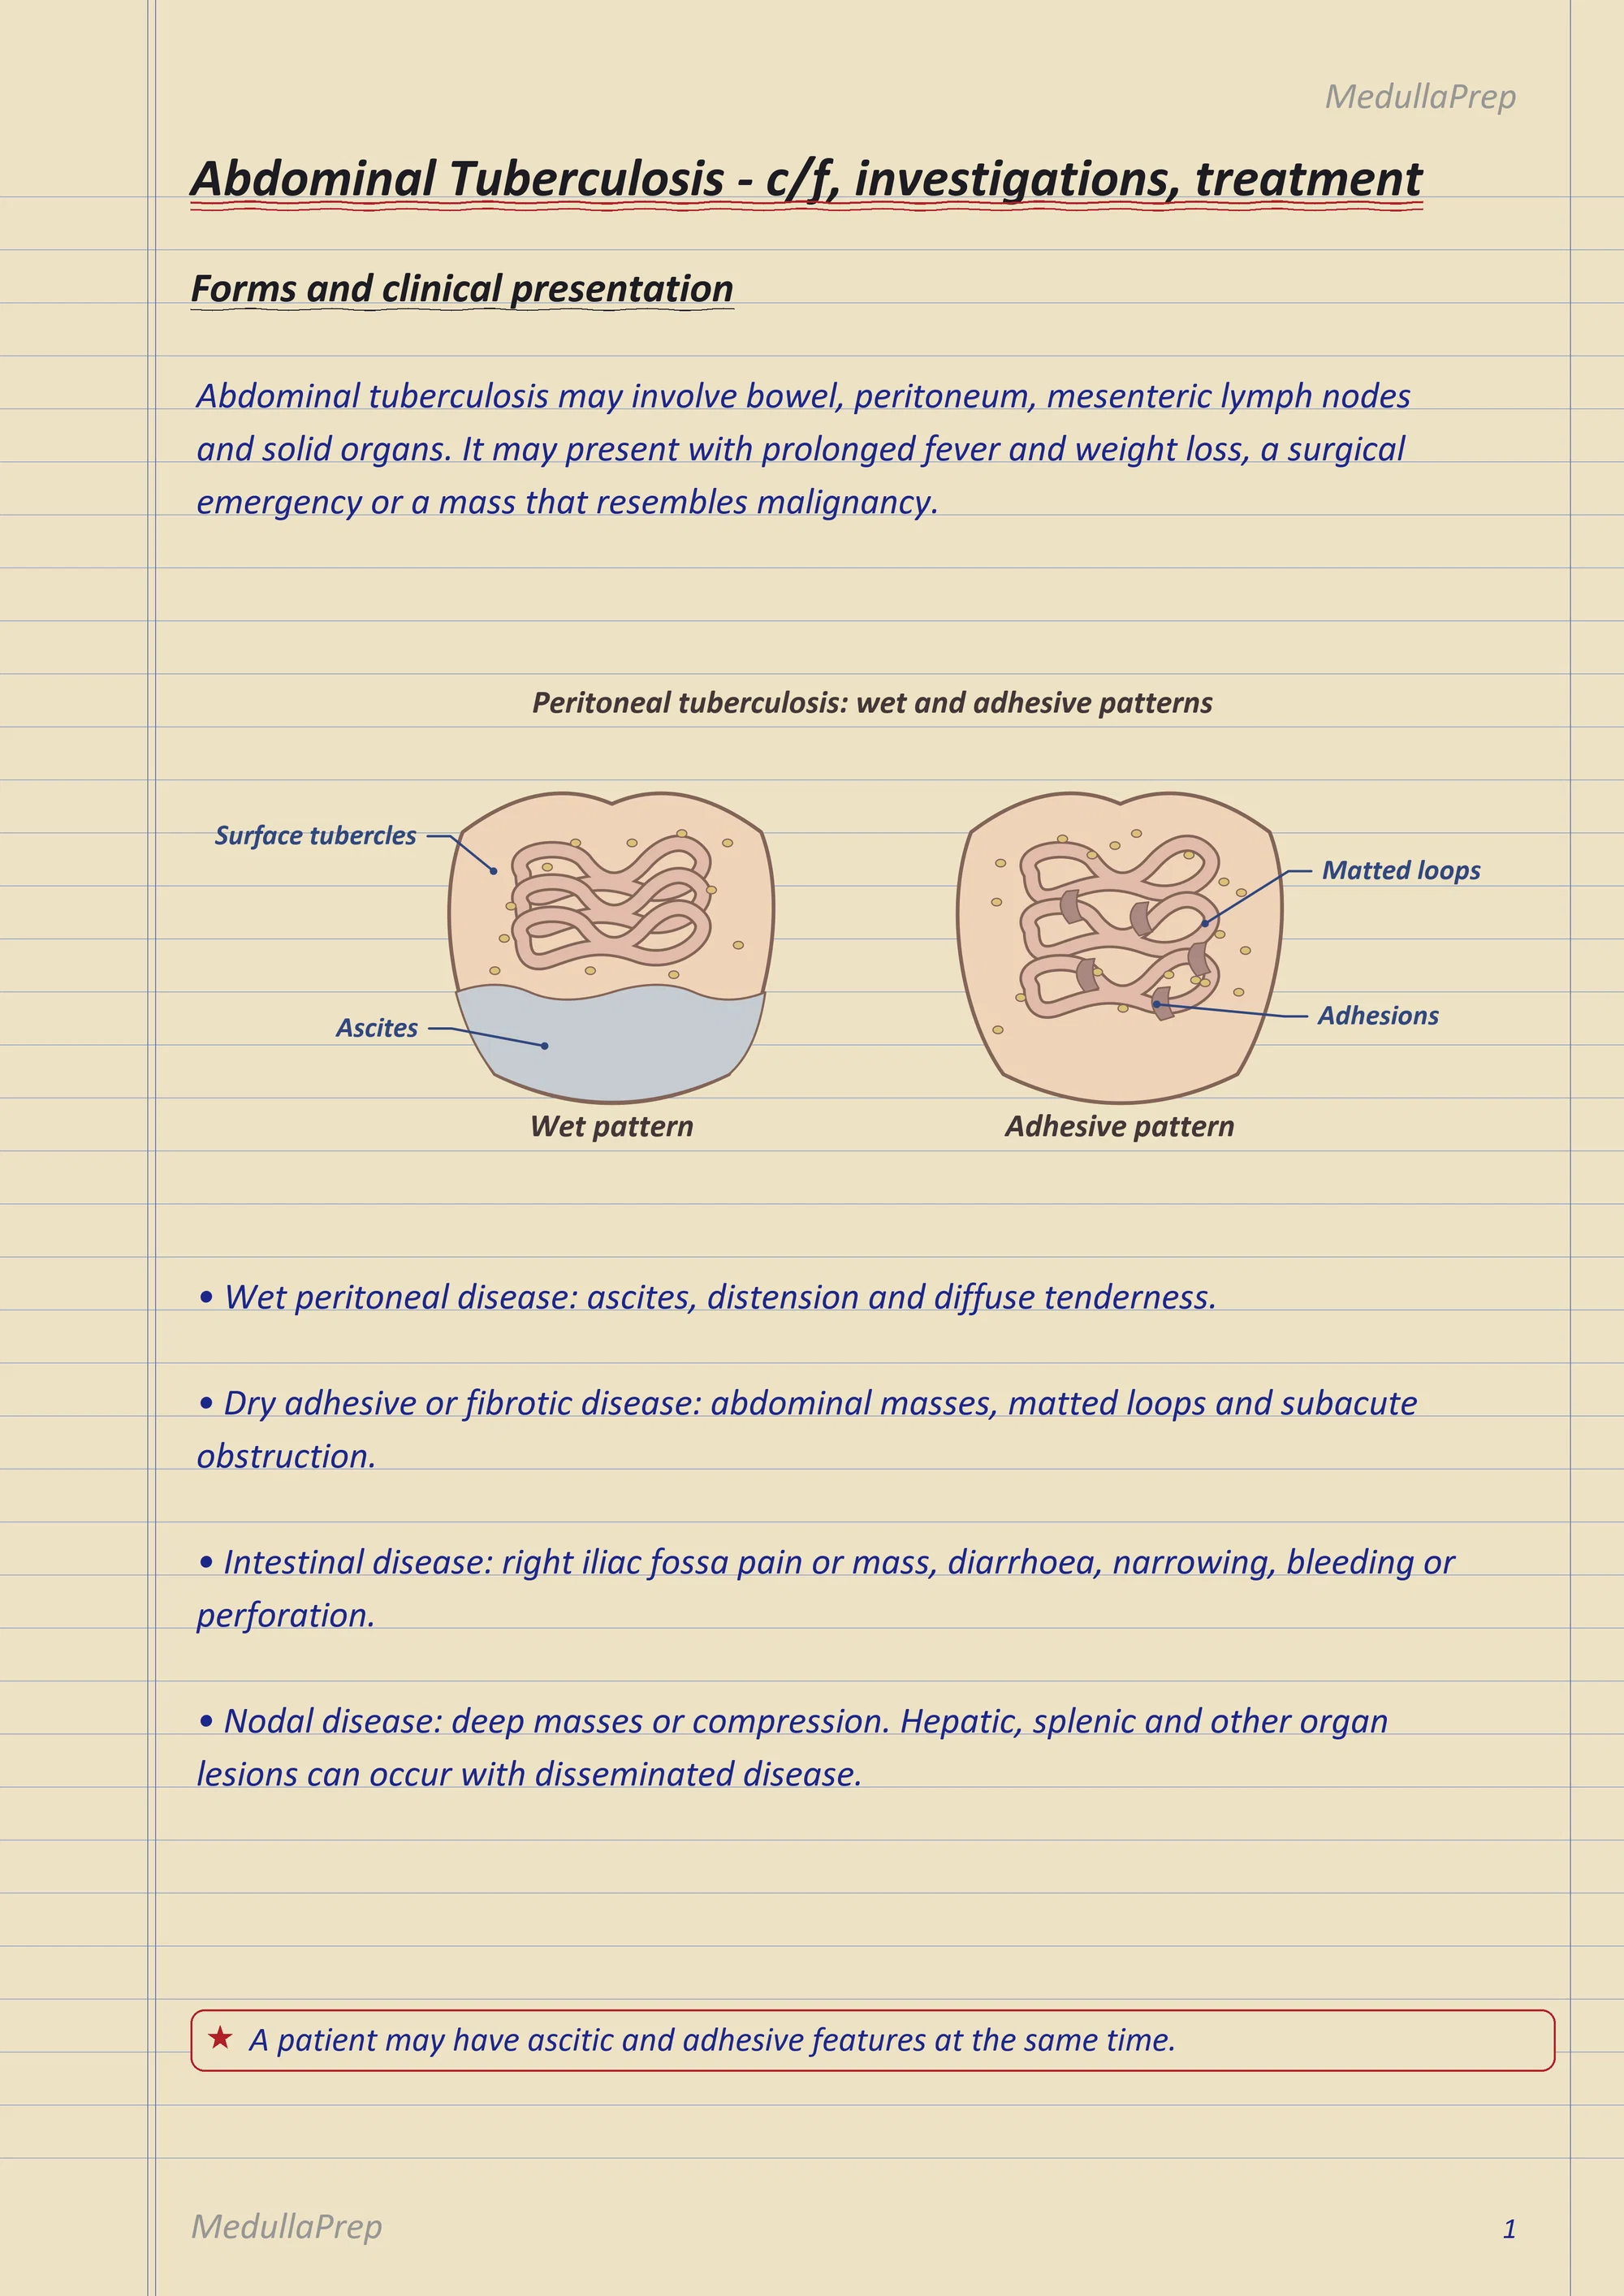 MedullaPrep
Abdominal Tuberculosis - c/f, investigations, treatment
Forms and clinical presentation
Abdominal tuberculosis may involve bowel, peritoneum, mesenteric lymph nodes
and solid organs. It may present with prolonged fever and weight loss, a surgical
emergency or a mass that resembles malignancy.
Peritoneal tuberculosis: wet and adhesive patterns
Surface tubercles
Matted loops
Ascites
Adhesions
Wet pattern
Adhesive pattern
• Wet peritoneal disease: ascites, distension and diffuse tenderness.
• Dry adhesive or fibrotic disease: abdominal masses, matted loops and subacute
obstruction.
• Intestinal disease: right iliac fossa pain or mass, diarrhoea, narrowing, bleeding or
perforation.
• Nodal disease: deep masses or compression. Hepatic, splenic and other organ
lesions can occur with disseminated disease.
★ A patient may have ascitic and adhesive features at the same time.
MedullaPrep
1